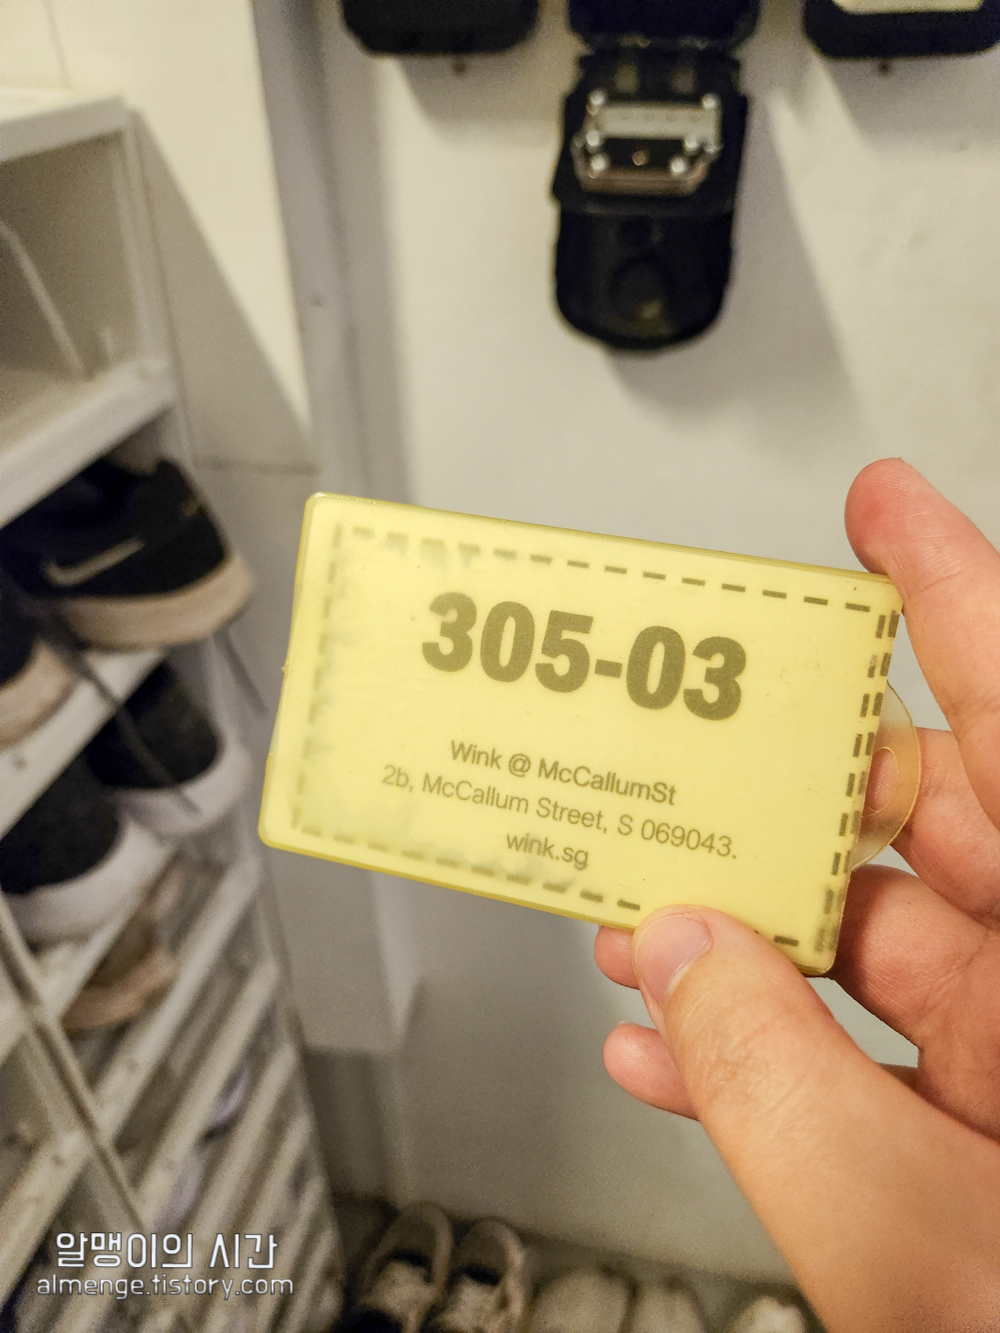 305-03
Wink @ McCallumSt
2b, McCallum Street, S 069043.
wink.sg
알맹이의 시간
almenge.tistory.com